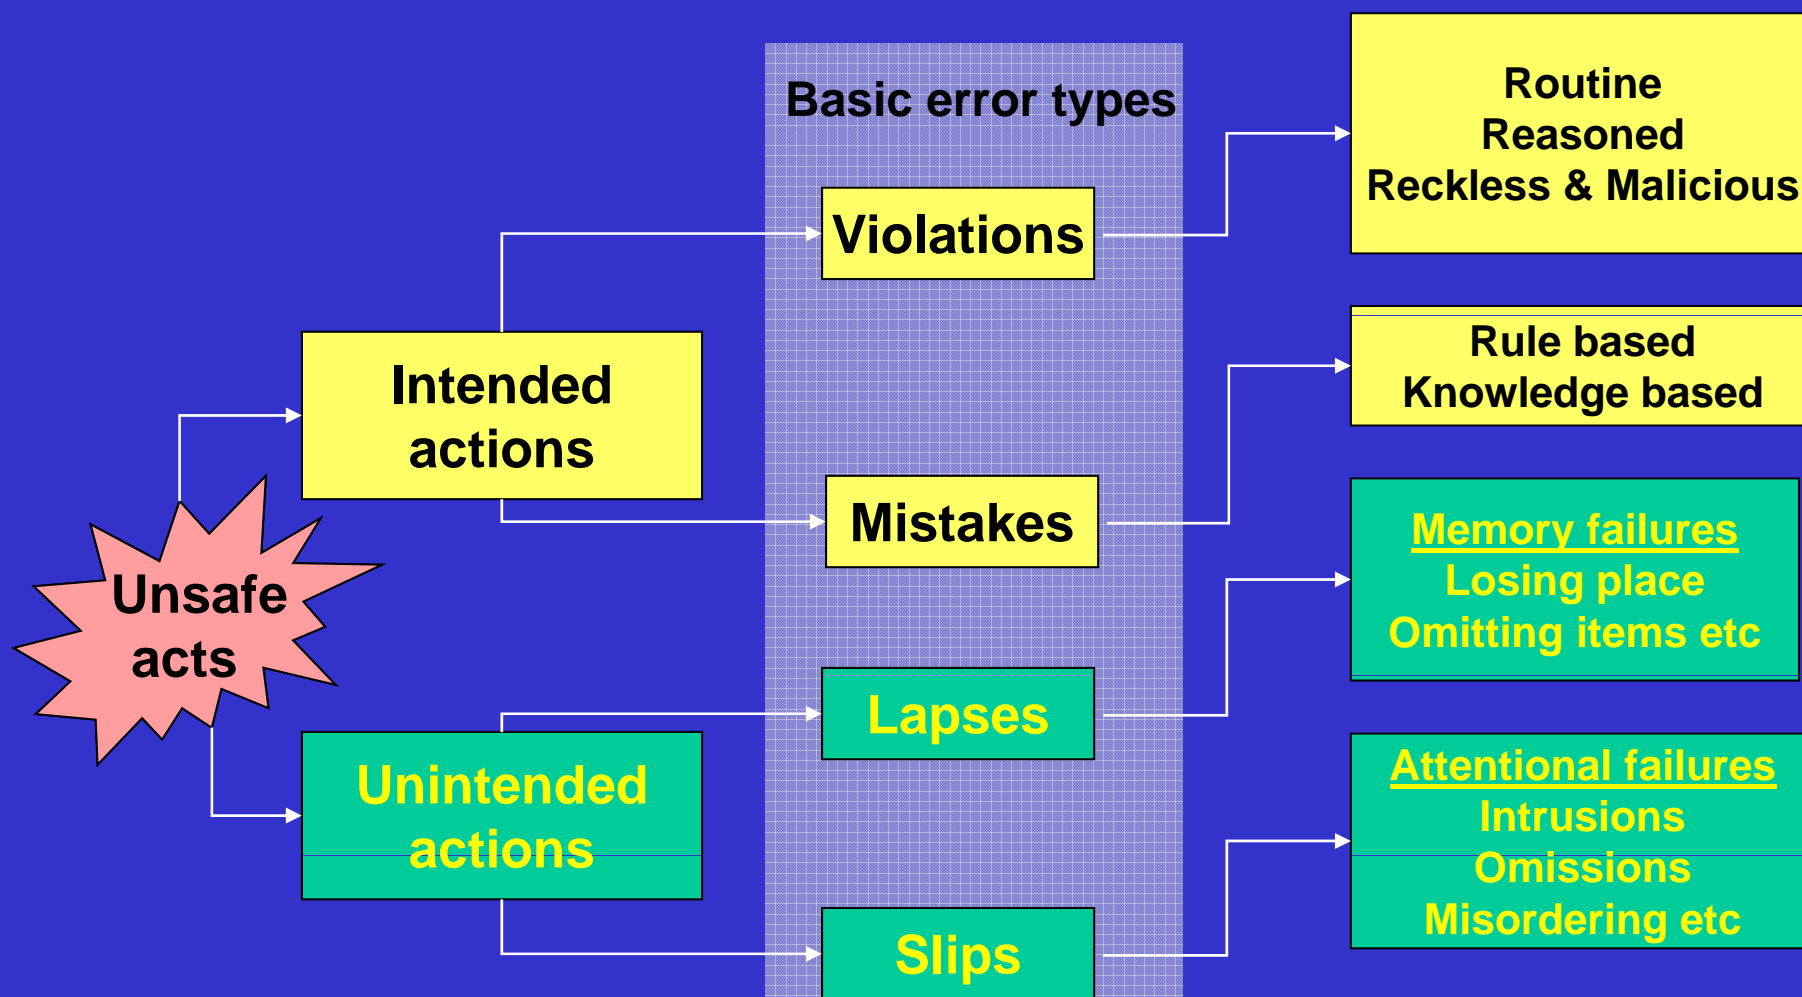 Basic error types
Routine
Reasoned
Reckless & Malicious
Violations
Intended
actions
Rule based
Knowledge based
Mistakes
Memory failures
Losing place
Omitting items etc
Unsafe
acts
Lapses
Unintended
actions
Attentional failures
Intrusions
Omissions
Misordering etc
Slips